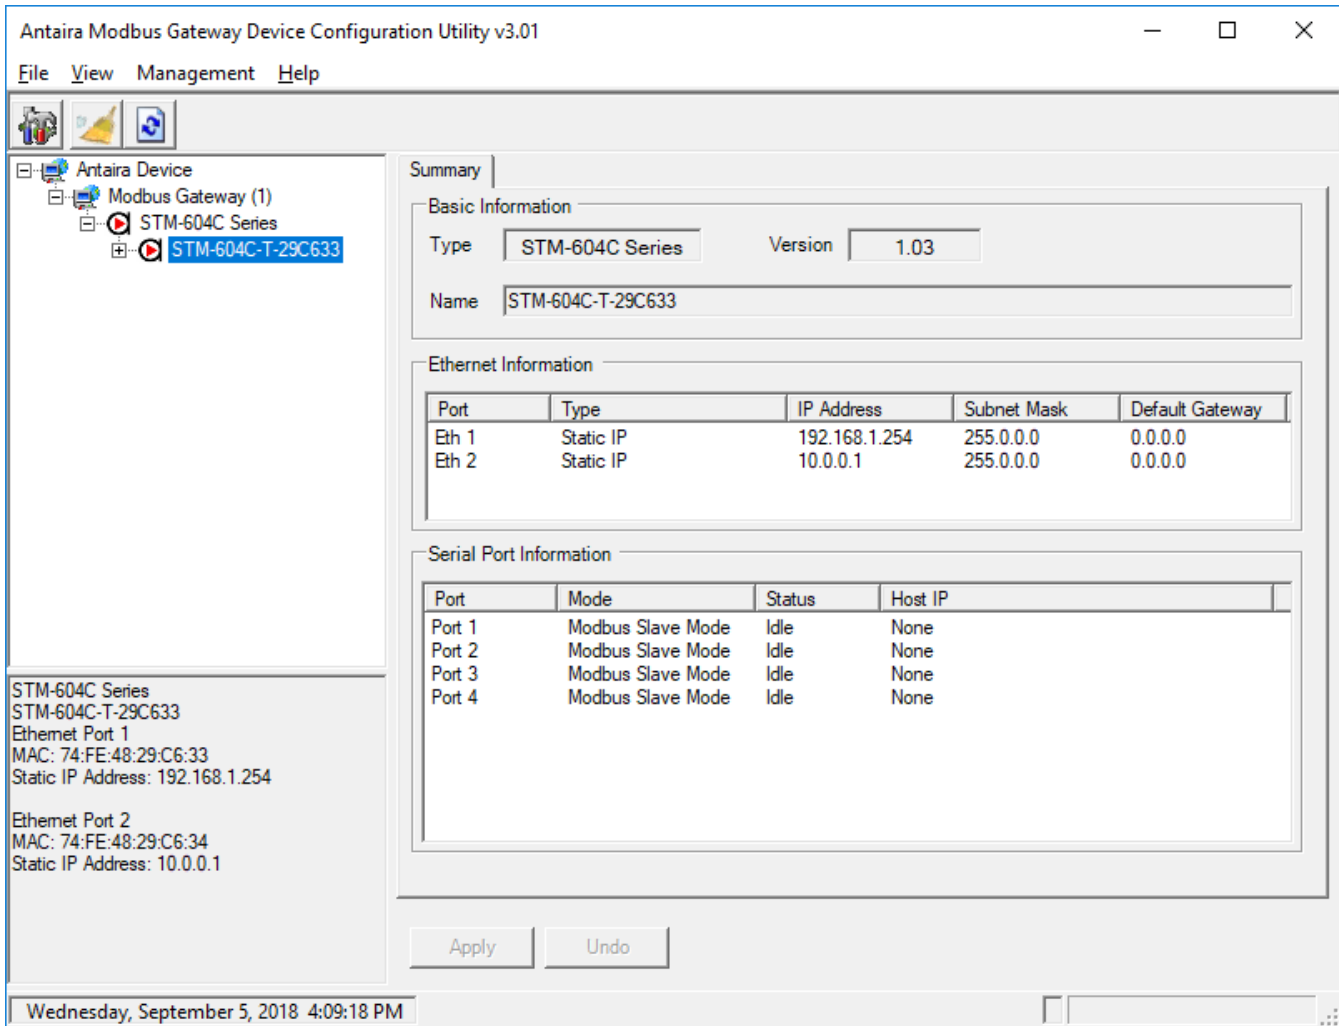 Antaira Modbus Gateway Device Configuration Utility v3.01
File View Management Help
Antaira Device
Modbus Gateway (1)
STM-604C Series
STM-604C-T-29C633
STM-604C Series
STM-604C-T-29C633
Ethernet Port 1
MAC: 74:FE:48:29:C6:33
Static IP Address: 192.168.1.254
Ethernet Port 2
MAC: 74:FE:48:29:C6:34
Static IP Address: 10.0.0.1
Summary
Basic Information
Type STM-604C Series Version 1.03
Name STM-604C-T-29C633
Ethernet Information
Port Type IP Address Subnet Mask Default Gateway
Eth 1 Static IP 192.168.1.254 255.0.0.0 0.0.0.0
Eth 2 Static IP 10.0.0.1 255.0.0.0 0.0.0.0
Serial Port Information
Port Mode Status Host IP
Port 1 Modbus Slave Mode Idle None
Port 2 Modbus Slave Mode Idle None
Port 3 Modbus Slave Mode Idle None
Port 4 Modbus Slave Mode Idle None
Apply Undo
Wednesday, September 5, 2018 4:09:18 PM